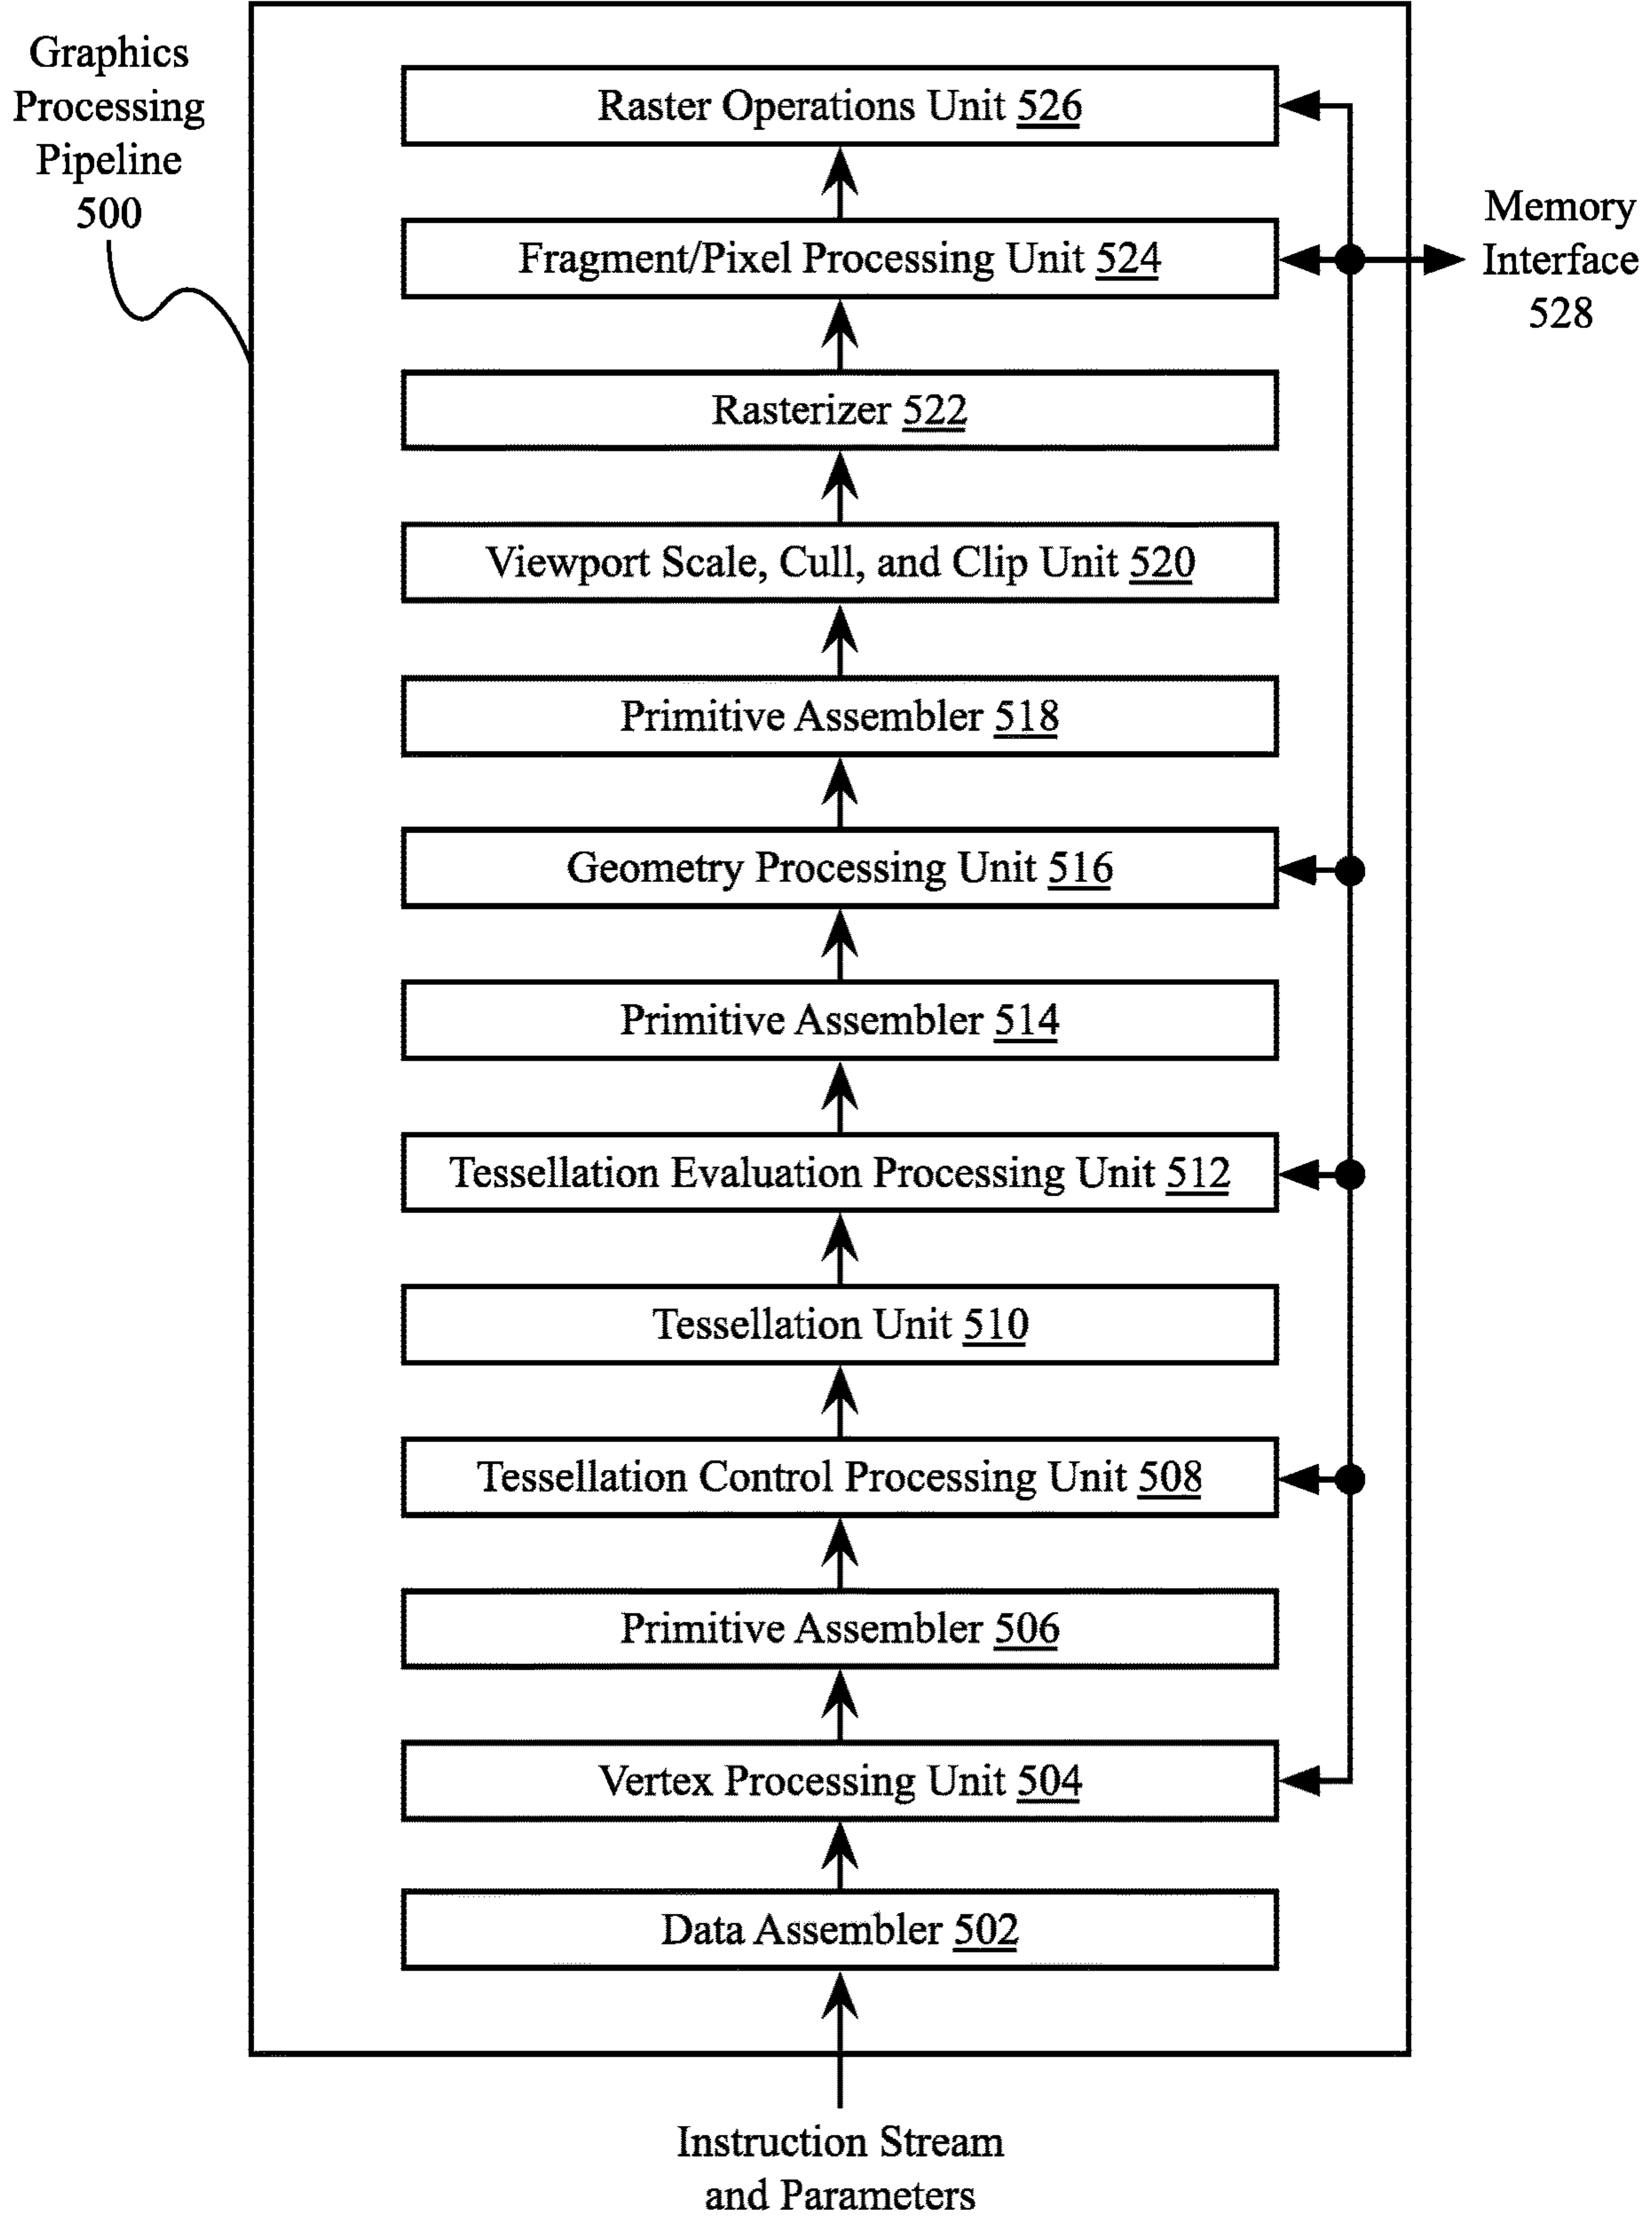 Graphics
Processing
Pipeline
500
Raster Operations Unit 526
Fragment/Pixel Processing Unit 524
Memory
Interface
528
Rasterizer 522
Viewport Scale, Cull, and Clip Unit 520
Primitive Assembler 518
Geometry Processing Unit 516
Primitive Assembler 514
Tessellation Evaluation Processing Unit 512
Tessellation Unit 510
Tessellation Control Processing Unit 508
Primitive Assembler 506
Vertex Processing Unit 504
Data Assembler 502
Instruction Stream
and Parameters